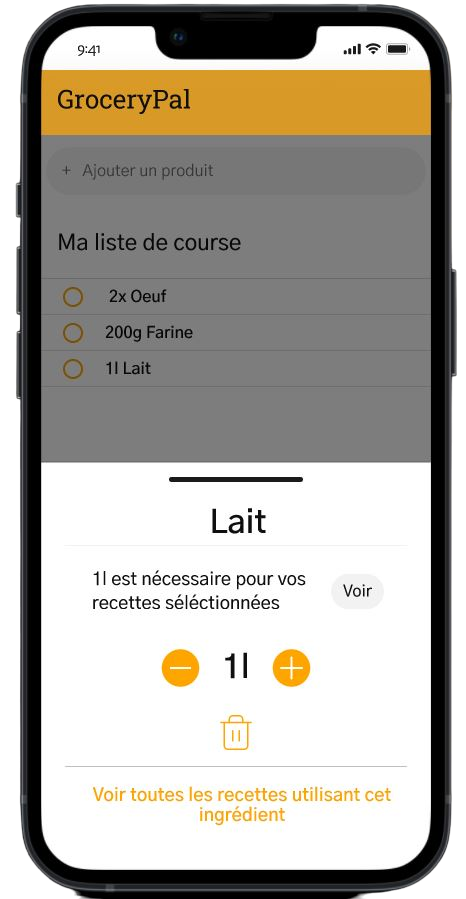 9:41
GroceryPal
+ Ajouter un produit
Ma liste de course
2x Oeuf
200g Farine
1l Lait
Lait
1l est nécessaire pour vos
recettes séléctionnées
Voir
1l
Voir toutes les recettes utilisant cet
ingrédient